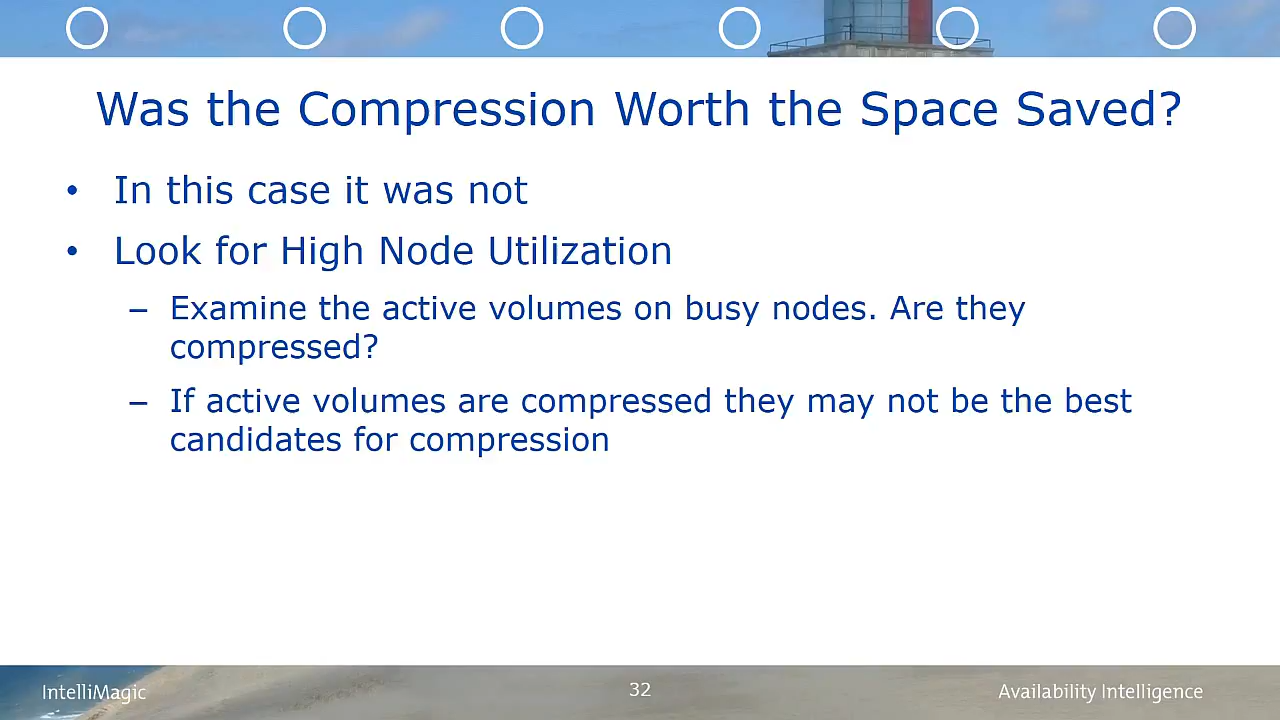 Was the Compression Worth the Space Saved?
• In this case it was not
• Look for High Node Utilization
– Examine the active volumes on busy nodes. Are they
compressed?
– If active volumes are compressed they may not be the best
candidates for compression
IntelliMagic
32
Availability Intelligence